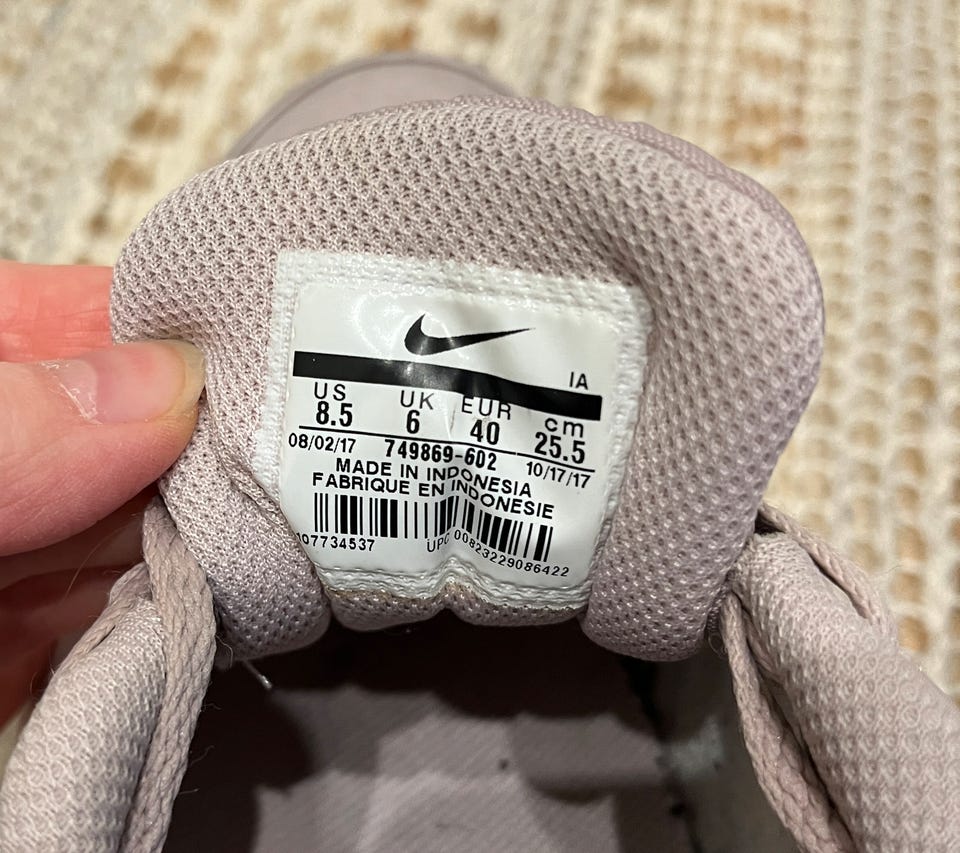 IA
US UK EUR cm
8.5 6 40 25.5
08/02/17 749869-602 10/17/17
MADE IN INDONESIA
FABRIQUE EN INDONESIE
UPC 00823229086422